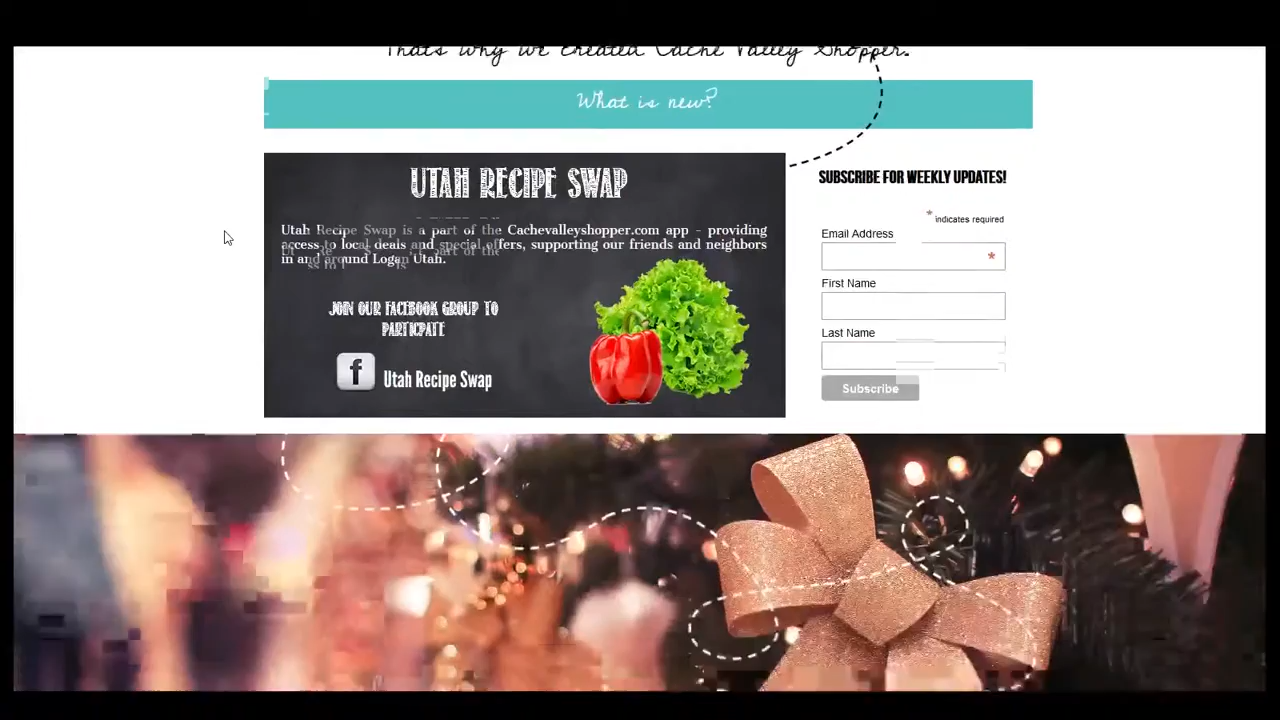 That's why we created Cache Valley Shopper.
What is new?
UTAH RECIPE SWAP
Utah Recipe Swap is a part of the Cachevalleyshopper.com app - providing
access to local deals and special offers, supporting our friends and neighbors
in and around Logan Utah.
JOIN OUR FACEBOOK GROUP TO
PARTICPATE
f Utah Recipe Swap
SUBSCRIBE FOR WEEKLY UPDATES!
* indicates required
Email Address
*
First Name
Last Name
Subscribe